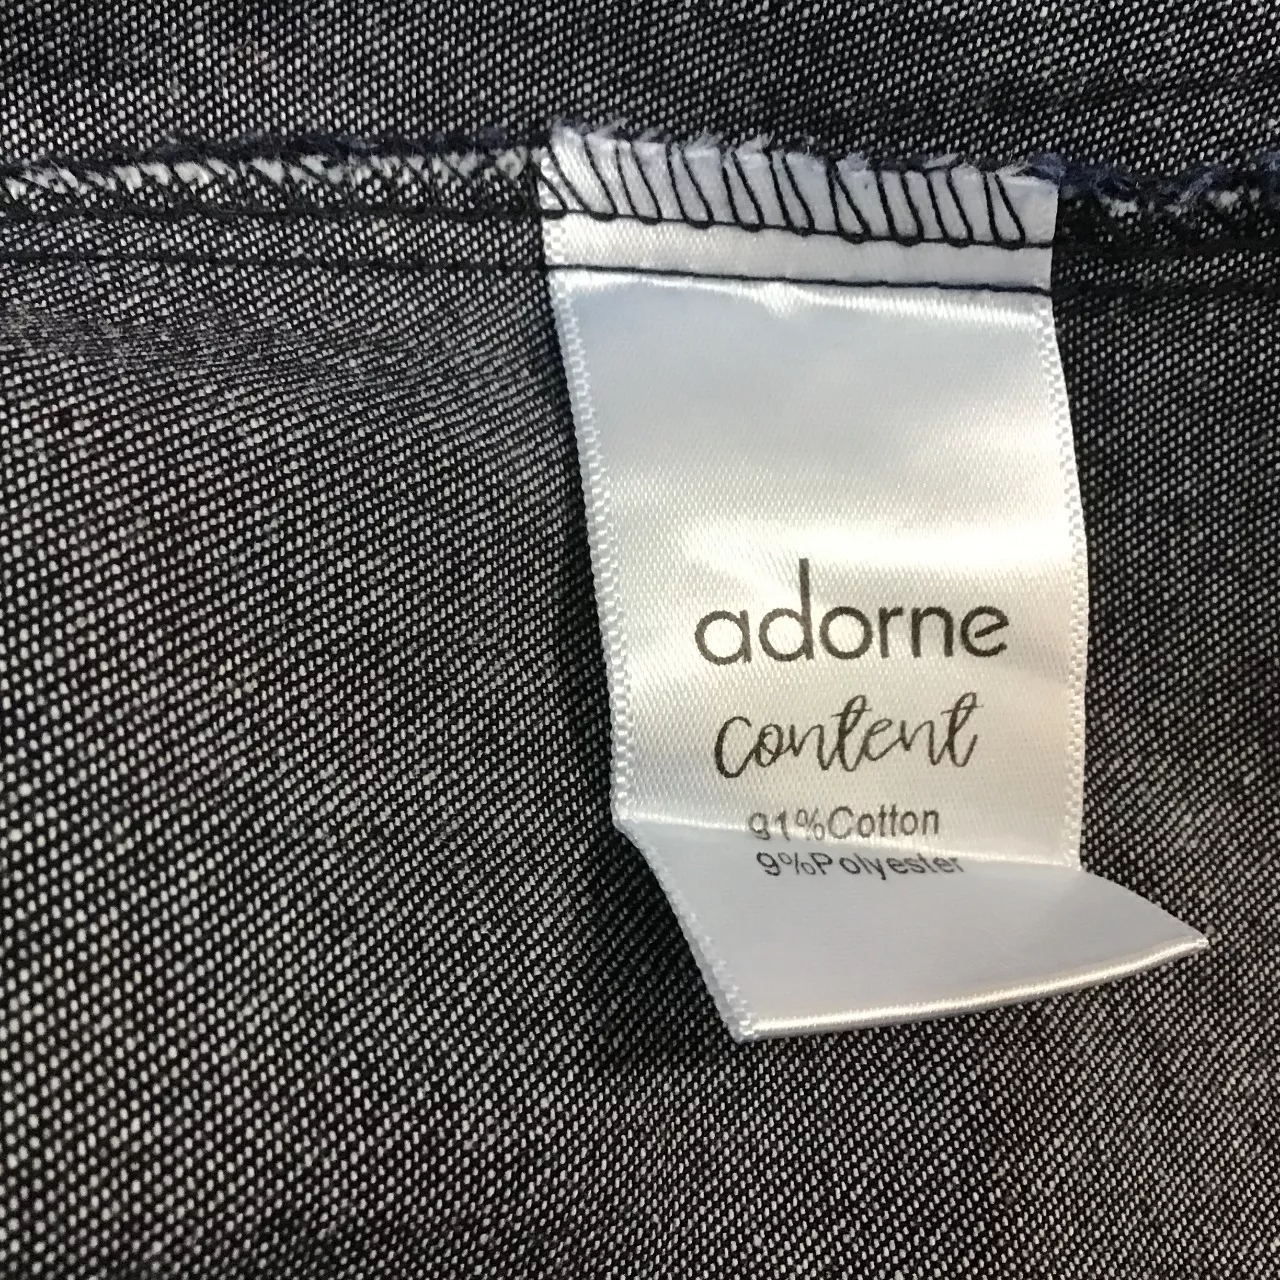 adorne
content
91%Cotton
9%Polyester